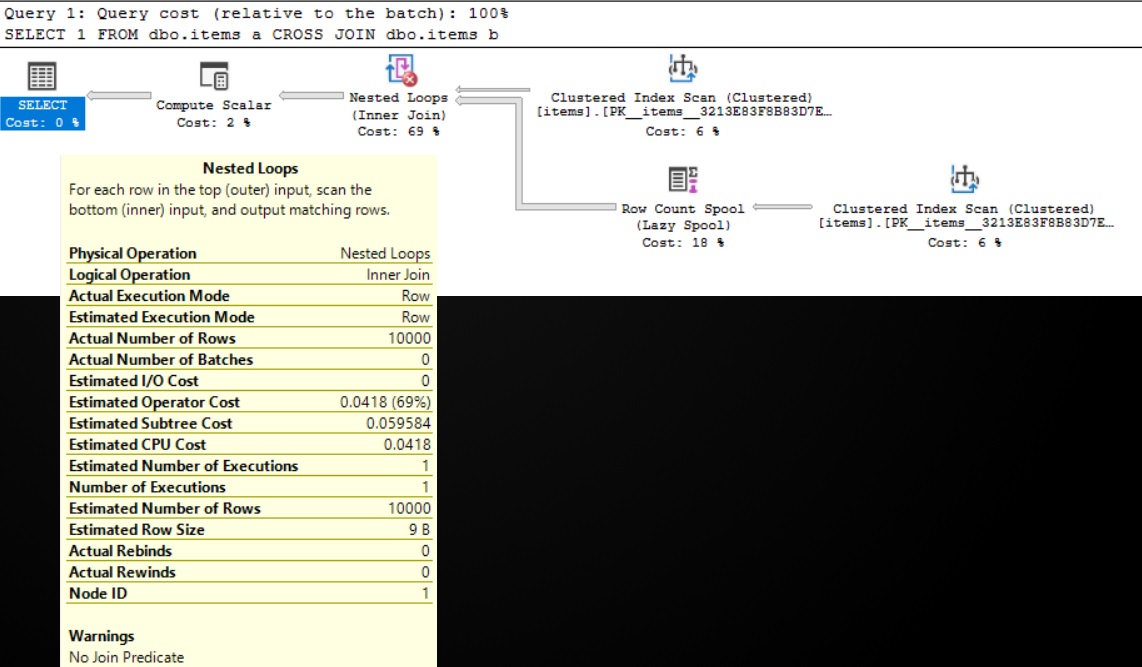 Query 1: Query cost (relative to the batch): 100%
SELECT 1 FROM dbo.items a CROSS JOIN dbo.items b
SELECT
Cost: 0 %
Compute Scalar
Cost: 2 %
Nested Loops
(Inner Join)
Cost: 69 %
Clustered Index Scan (Clustered)
[items].[PK__items__3213E83F8B83D7E…
Cost: 6 %
Row Count Spool
(Lazy Spool)
Cost: 18 %
Clustered Index Scan (Clustered)
[items].[PK__items__3213E83F8B83D7E…
Cost: 6 %
Nested Loops
For each row in the top (outer) input, scan the
bottom (inner) input, and output matching rows.
Physical Operation Nested Loops
Logical Operation Inner Join
Actual Execution Mode Row
Estimated Execution Mode Row
Actual Number of Rows 10000
Actual Number of Batches 0
Estimated I/O Cost 0
Estimated Operator Cost 0.0418 (69%)
Estimated Subtree Cost 0.059584
Estimated CPU Cost 0.0418
Estimated Number of Executions 1
Number of Executions 1
Estimated Number of Rows 10000
Estimated Row Size 9 B
Actual Rebinds 0
Actual Rewinds 0
Node ID 1
Warnings
No Join Predicate